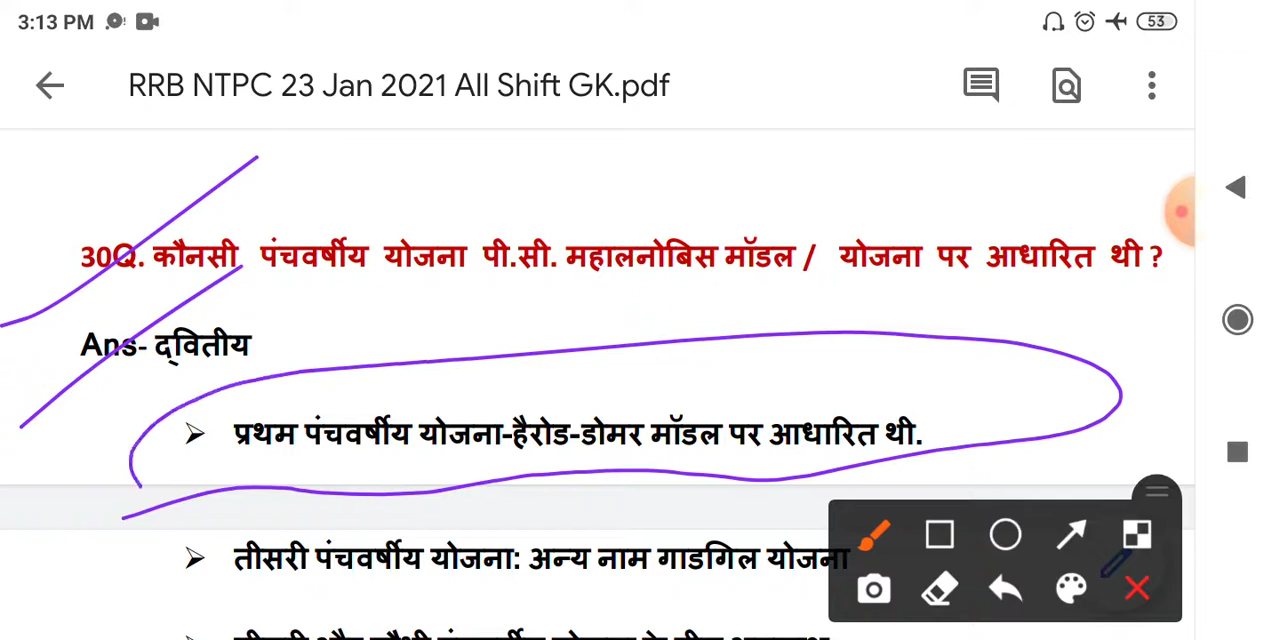 3:13 PM
53
RRB NTPC 23 Jan 2021 All Shift GK.pdf
30Q. कौनसी पंचवर्षीय योजना पी.सी. महालनोबिस मॉडल / योजना पर आधारित थी ?
Ans- द्वितीय
➢ प्रथम पंचवर्षीय योजना-हैरोड-डोमर मॉडल पर आधारित थी.
➢ तीसरी पंचवर्षीय योजना: अन्य नाम गाडगिल योजना